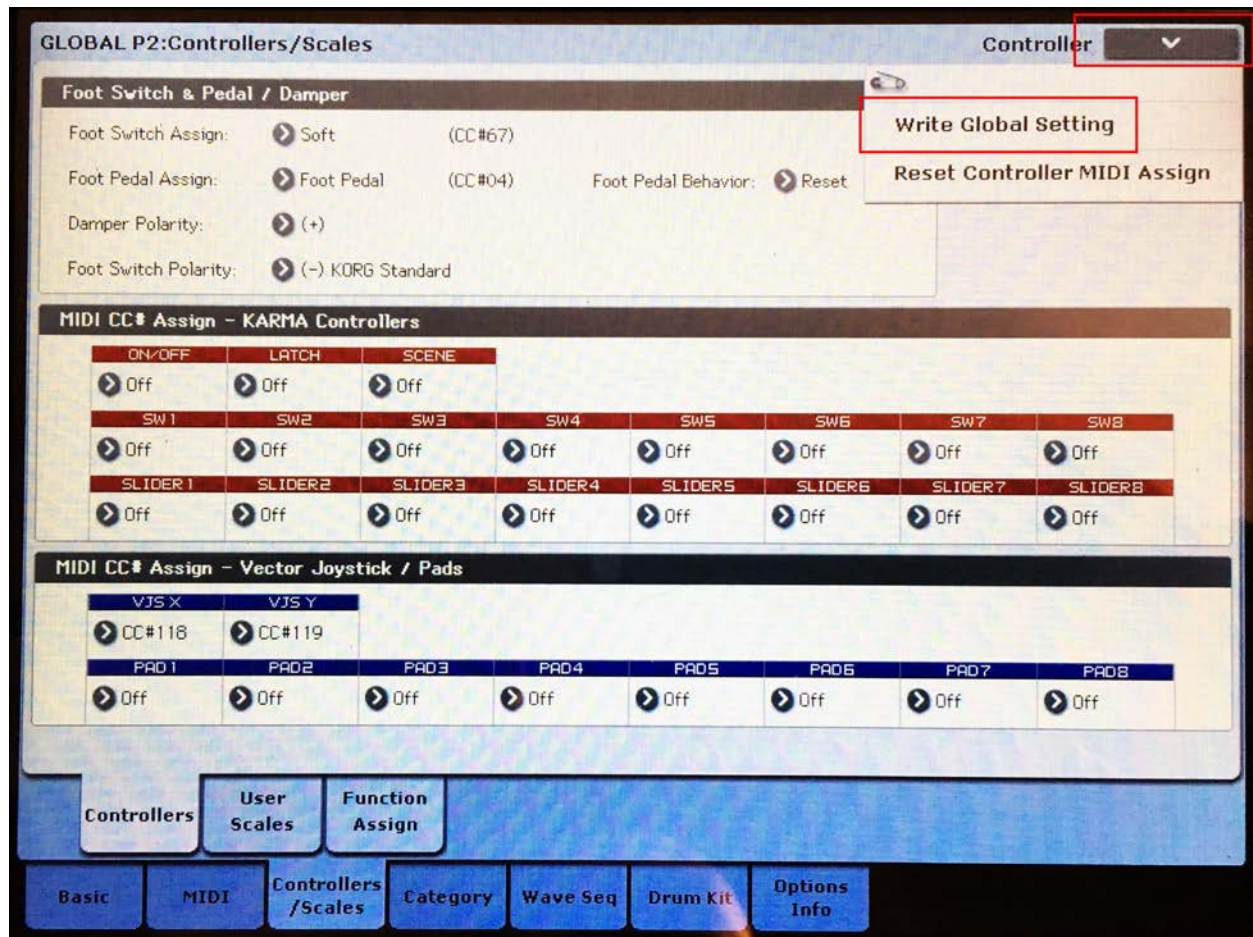 GLOBAL P2:Controllers/Scales Controller
Foot Switch & Pedal / Damper
Write Global Setting
Foot Switch Assign: Soft (CC#67)
Reset Controller MIDI Assign
Foot Pedal Assign: Foot Pedal (CC#04) Foot Pedal Behavior: Reset
Damper Polarity: (+)
Foot Switch Polarity: (-) KORG Standard
MIDI CC# Assign - KARMA Controllers
ON/OFF LATCH SCENE
Off Off Off
SW1 SW2 SW3 SW4 SW5 SW6 SW7 SW8
Off Off Off Off Off Off Off Off
SLIDER1 SLIDER2 SLIDER3 SLIDER4 SLIDER5 SLIDER6 SLIDER7 SLIDER8
Off Off Off Off Off Off Off Off
MIDI CC# Assign - Vector Joystick / Pads
VJS X VJS Y
CC#118 CC#119
PAD1 PAD2 PAD3 PAD4 PAD5 PAD6 PAD7 PAD8
Off Off Off Off Off Off Off Off
Controllers
User
Scales
Function
Assign
Basic
MIDI
Controllers
/Scales
Category
Wave Seq
Drum Kit
Options
Info